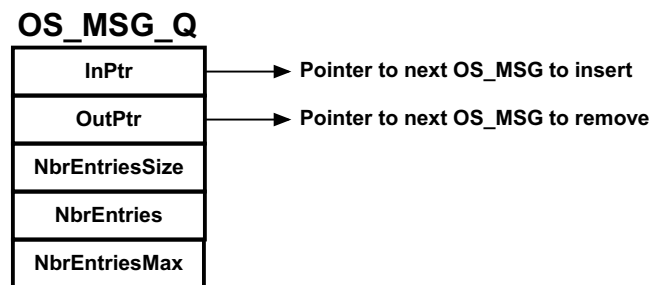 OS_MSG_Q
InPtr Pointer to next OS_MSG to insert
OutPtr Pointer to next OS_MSG to remove
NbrEntriesSize
NbrEntries
NbrEntriesMax